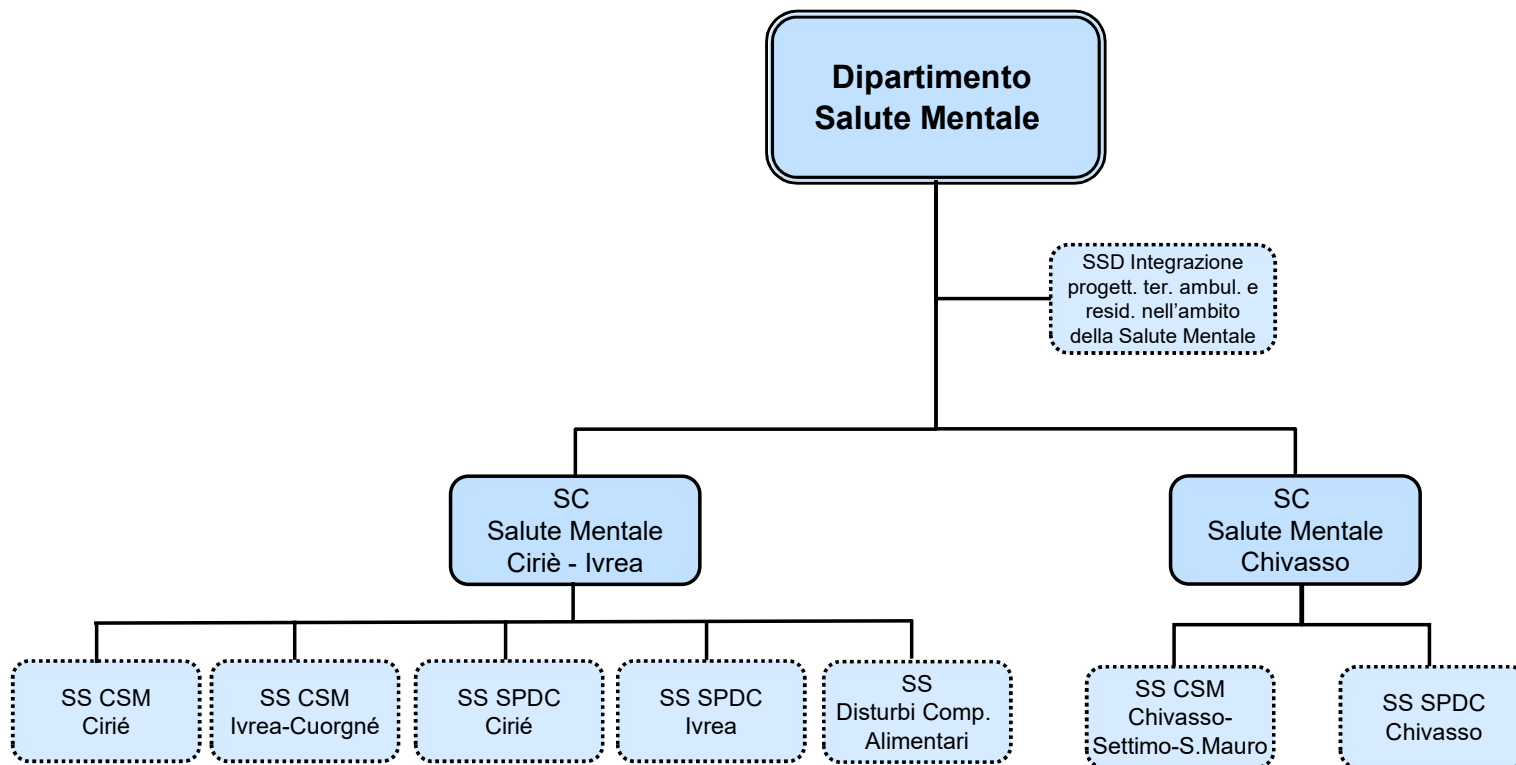 Dipartimento
Salute Mentale
SSD Integrazione
progett. ter. ambul. e
resid. nell'ambito
della Salute Mentale
SC
Salute Mentale
Ciriè - Ivrea
SC
Salute Mentale
Chivasso
SS CSM
Cirié
SS CSM
Ivrea-Cuorgné
SS SPDC
Cirié
SS SPDC
Ivrea
SS
Disturbi Comp.
Alimentari
SS CSM
Chivasso-
Settimo-S.Mauro
SS SPDC
Chivasso